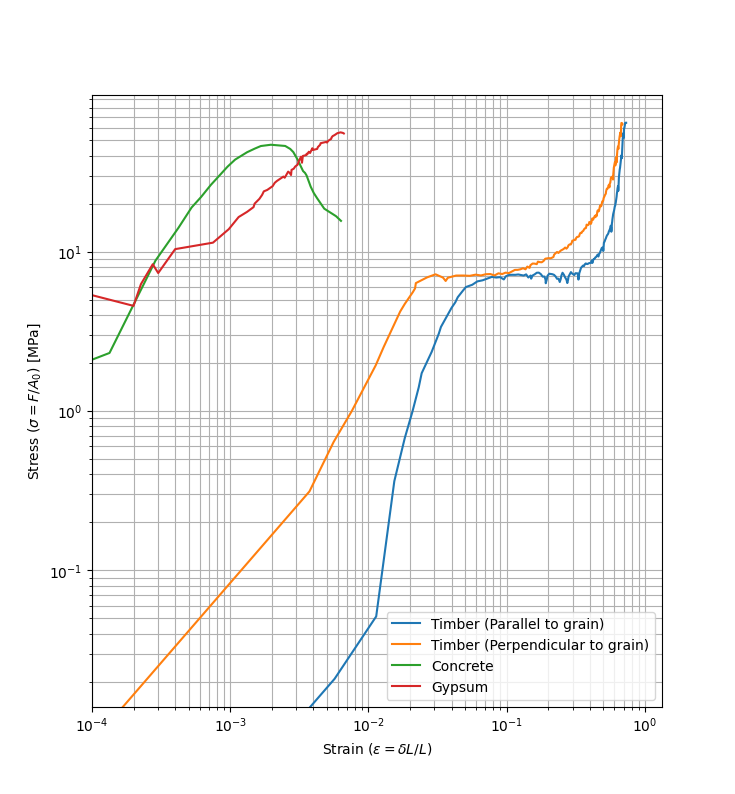 Stress (σ = F/A₀) [MPa]
10¹
10⁰
10⁻¹
Timber (Parallel to grain)
Timber (Perpendicular to grain)
Concrete
Gypsum
10⁻⁴ 10⁻³ 10⁻² 10⁻¹ 10⁰
Strain (ε = δL/L)